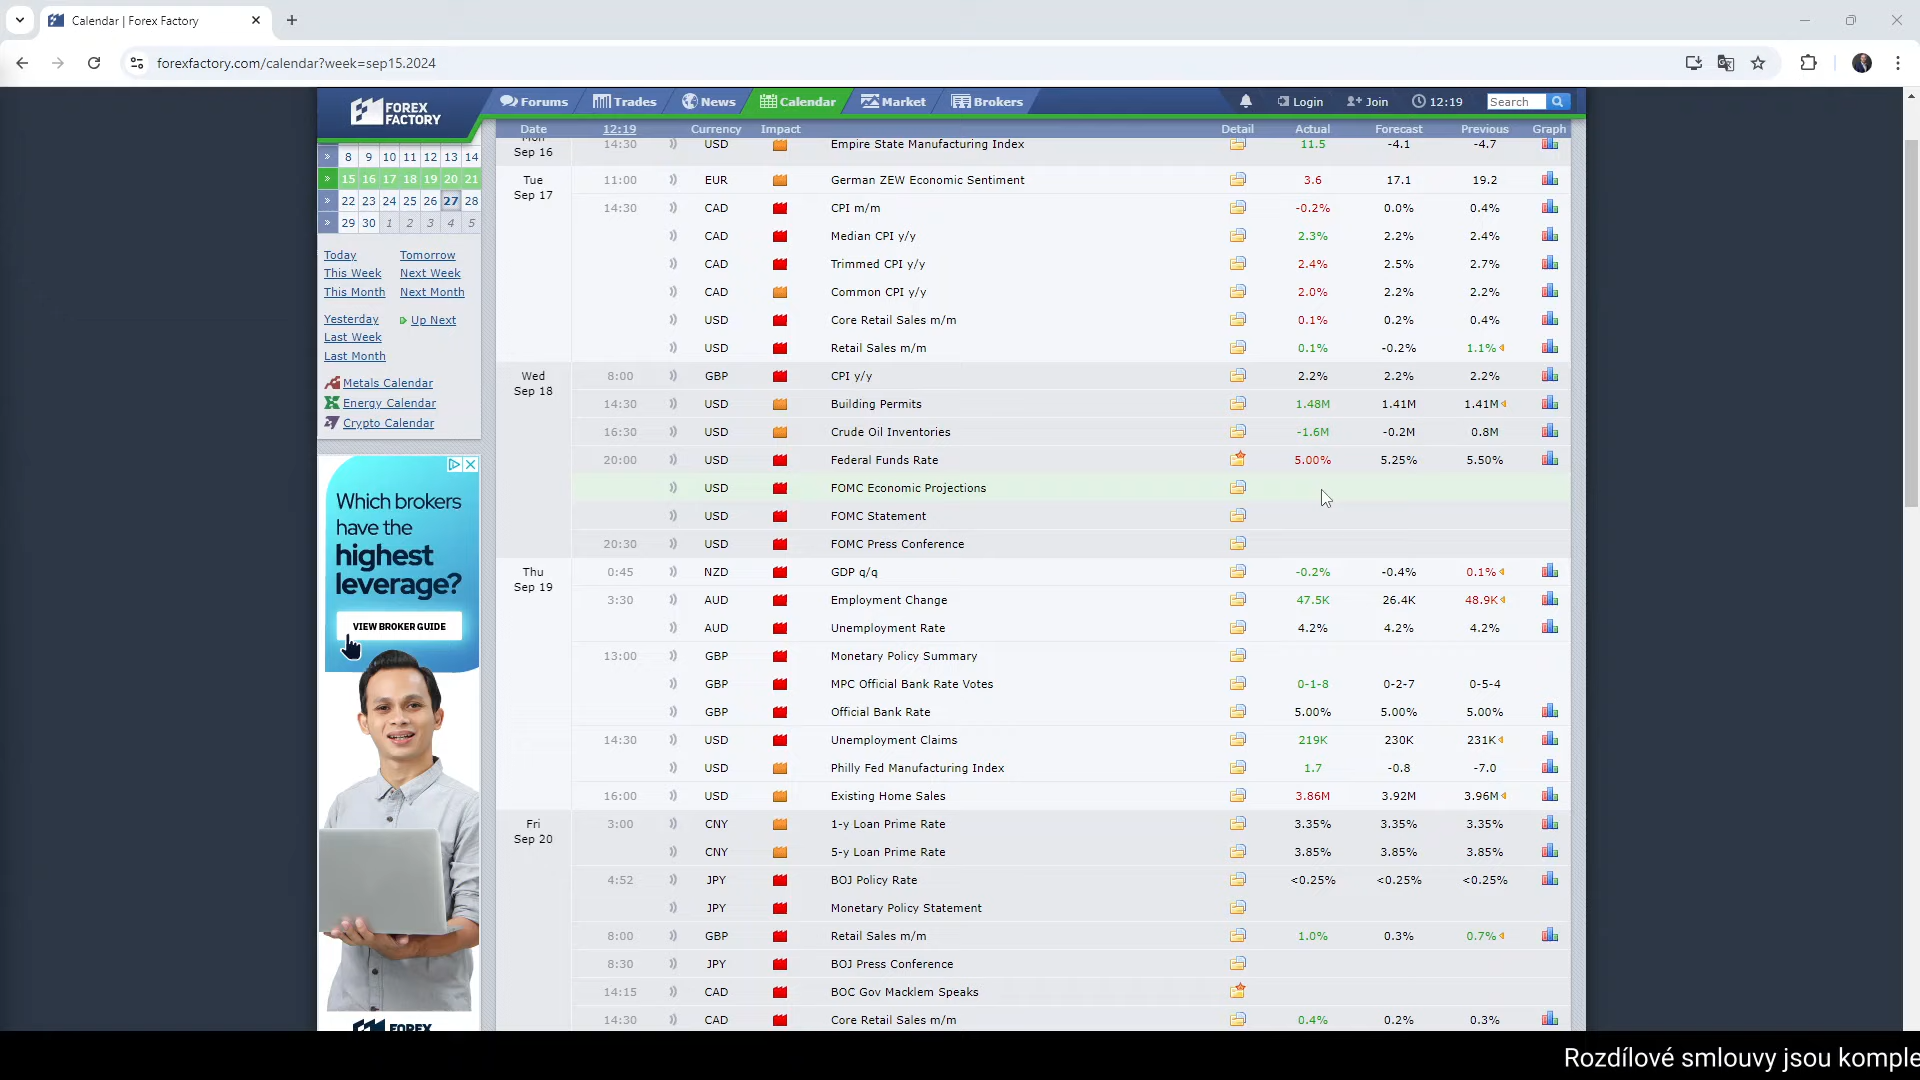 Calendar | Forex Factory
forexfactory.com/calendar?week=sep15.2024
FOREX FACTORY
Forums Trades News Calendar Market Brokers Login Join 12:19 Search
Date 12:19 Currency Impact Detail Actual Forecast Previous Graph
8 9 10 11 12 13 14
15 16 17 18 19 20 21
22 23 24 25 26 27 28
29 30 1 2 3 4 5
Today Tomorrow
This Week Next Week
This Month Next Month
Yesterday Up Next
Last Week
Last Month
Metals Calendar
Energy Calendar
Crypto Calendar
Which brokers
have the
highest
leverage?
VIEW BROKER GUIDE
FOREX
Mon Sep 16 14:30 USD Empire State Manufacturing Index 11.5 -4.1 -4.7
Tue Sep 17 11:00 EUR German ZEW Economic Sentiment 3.6 17.1 19.2
14:30 CAD CPI m/m -0.2% 0.0% 0.4%
CAD Median CPI y/y 2.3% 2.2% 2.4%
CAD Trimmed CPI y/y 2.4% 2.5% 2.7%
CAD Common CPI y/y 2.0% 2.2% 2.2%
USD Core Retail Sales m/m 0.1% 0.2% 0.4%
USD Retail Sales m/m 0.1% -0.2% 1.1%
Wed Sep 18 8:00 GBP CPI y/y 2.2% 2.2% 2.2%
14:30 USD Building Permits 1.48M 1.41M 1.41M
16:30 USD Crude Oil Inventories -1.6M -0.2M 0.8M
20:00 USD Federal Funds Rate 5.00% 5.25% 5.50%
USD FOMC Economic Projections
USD FOMC Statement
20:30 USD FOMC Press Conference
Thu Sep 19 0:45 NZD GDP q/q -0.2% -0.4% 0.1%
3:30 AUD Employment Change 47.5K 26.4K 48.9K
AUD Unemployment Rate 4.2% 4.2% 4.2%
13:00 GBP Monetary Policy Summary
GBP MPC Official Bank Rate Votes 0-1-8 0-2-7 0-5-4
GBP Official Bank Rate 5.00% 5.00% 5.00%
14:30 USD Unemployment Claims 219K 230K 231K
USD Philly Fed Manufacturing Index 1.7 -0.8 -7.0
16:00 USD Existing Home Sales 3.86M 3.92M 3.96M
Fri Sep 20 3:00 CNY 1-y Loan Prime Rate 3.35% 3.35% 3.35%
CNY 5-y Loan Prime Rate 3.85% 3.85% 3.85%
4:52 JPY BOJ Policy Rate <0.25% <0.25% <0.25%
JPY Monetary Policy Statement
8:00 GBP Retail Sales m/m 1.0% 0.3% 0.7%
8:30 JPY BOJ Press Conference
14:15 CAD BOC Gov Macklem Speaks
14:30 CAD Core Retail Sales m/m 0.4% 0.2% 0.3%
Rozdílové smlouvy jsou komple